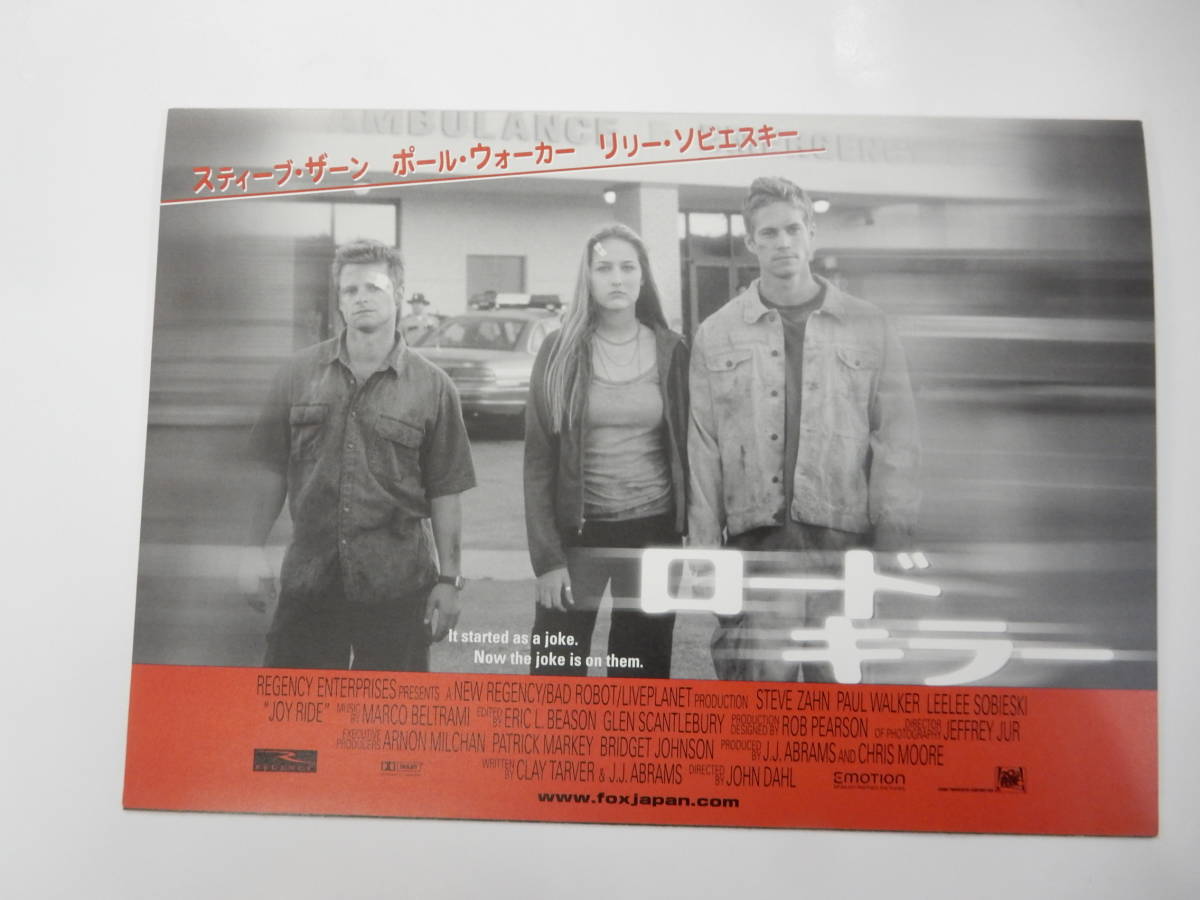 AMBULANCE
スティーブ・ザーン ポール・ウォーカー リリー・ソビエスキー
ロード
キラー
It started as a joke.
Now the joke is on them.
REGENCY ENTERPRISES PRESENTS A NEW REGENCY/BAD ROBOT/LIVEPLANET PRODUCTION STEVE ZAHN PAUL WALKER LEELEE SOBIESKI
"JOY RIDE" MUSIC BY MARCO BELTRAMI EDITED BY ERIC L. BEASON GLEN SCANTLEBURY PRODUCTION DESIGNED BY ROB PEARSON DIRECTOR OF PHOTOGRAPHY JEFFREY JUR
EXECUTIVE PRODUCERS ARNON MILCHAN PATRICK MARKEY BRIDGET JOHNSON PRODUCED BY J.J. ABRAMS AND CHRIS MOORE
WRITTEN BY CLAY TARVER & J.J. ABRAMS DIRECTED BY JOHN DAHL
REGENCY
DOLBY
EMOTION
www.foxjapan.com